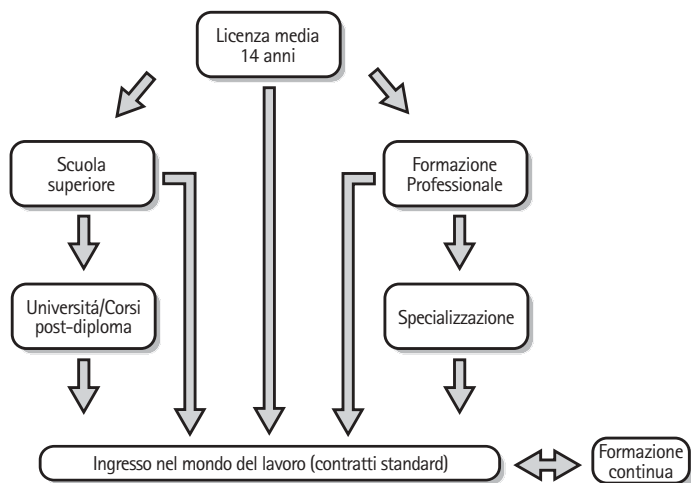 Licenza media
14 anni
Scuola
superiore
Formazione
Professionale
Universitá/Corsi
post-diploma
Specializzazione
Ingresso nel mondo del lavoro (contratti standard)
Formazione
continua